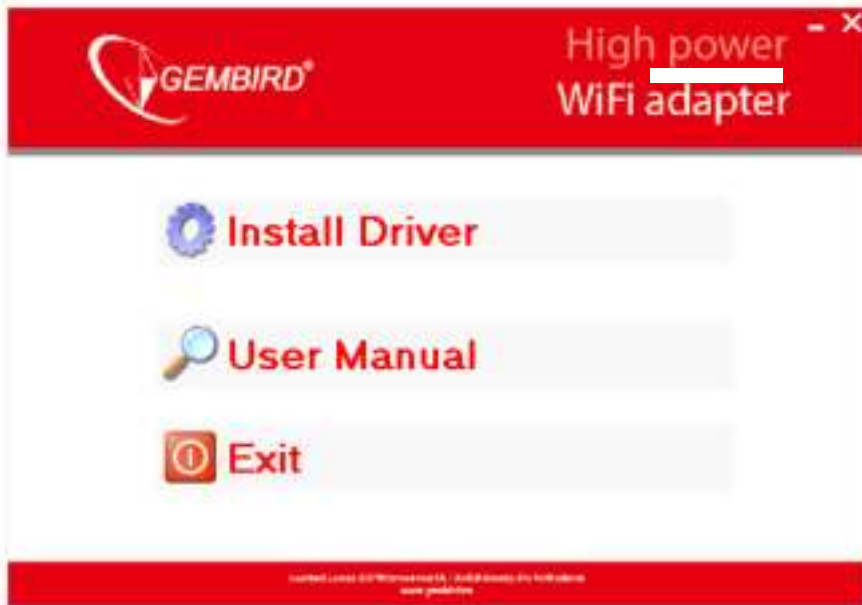 GEMBIRD®
High power
WiFi adapter
Install Driver
User Manual
Exit